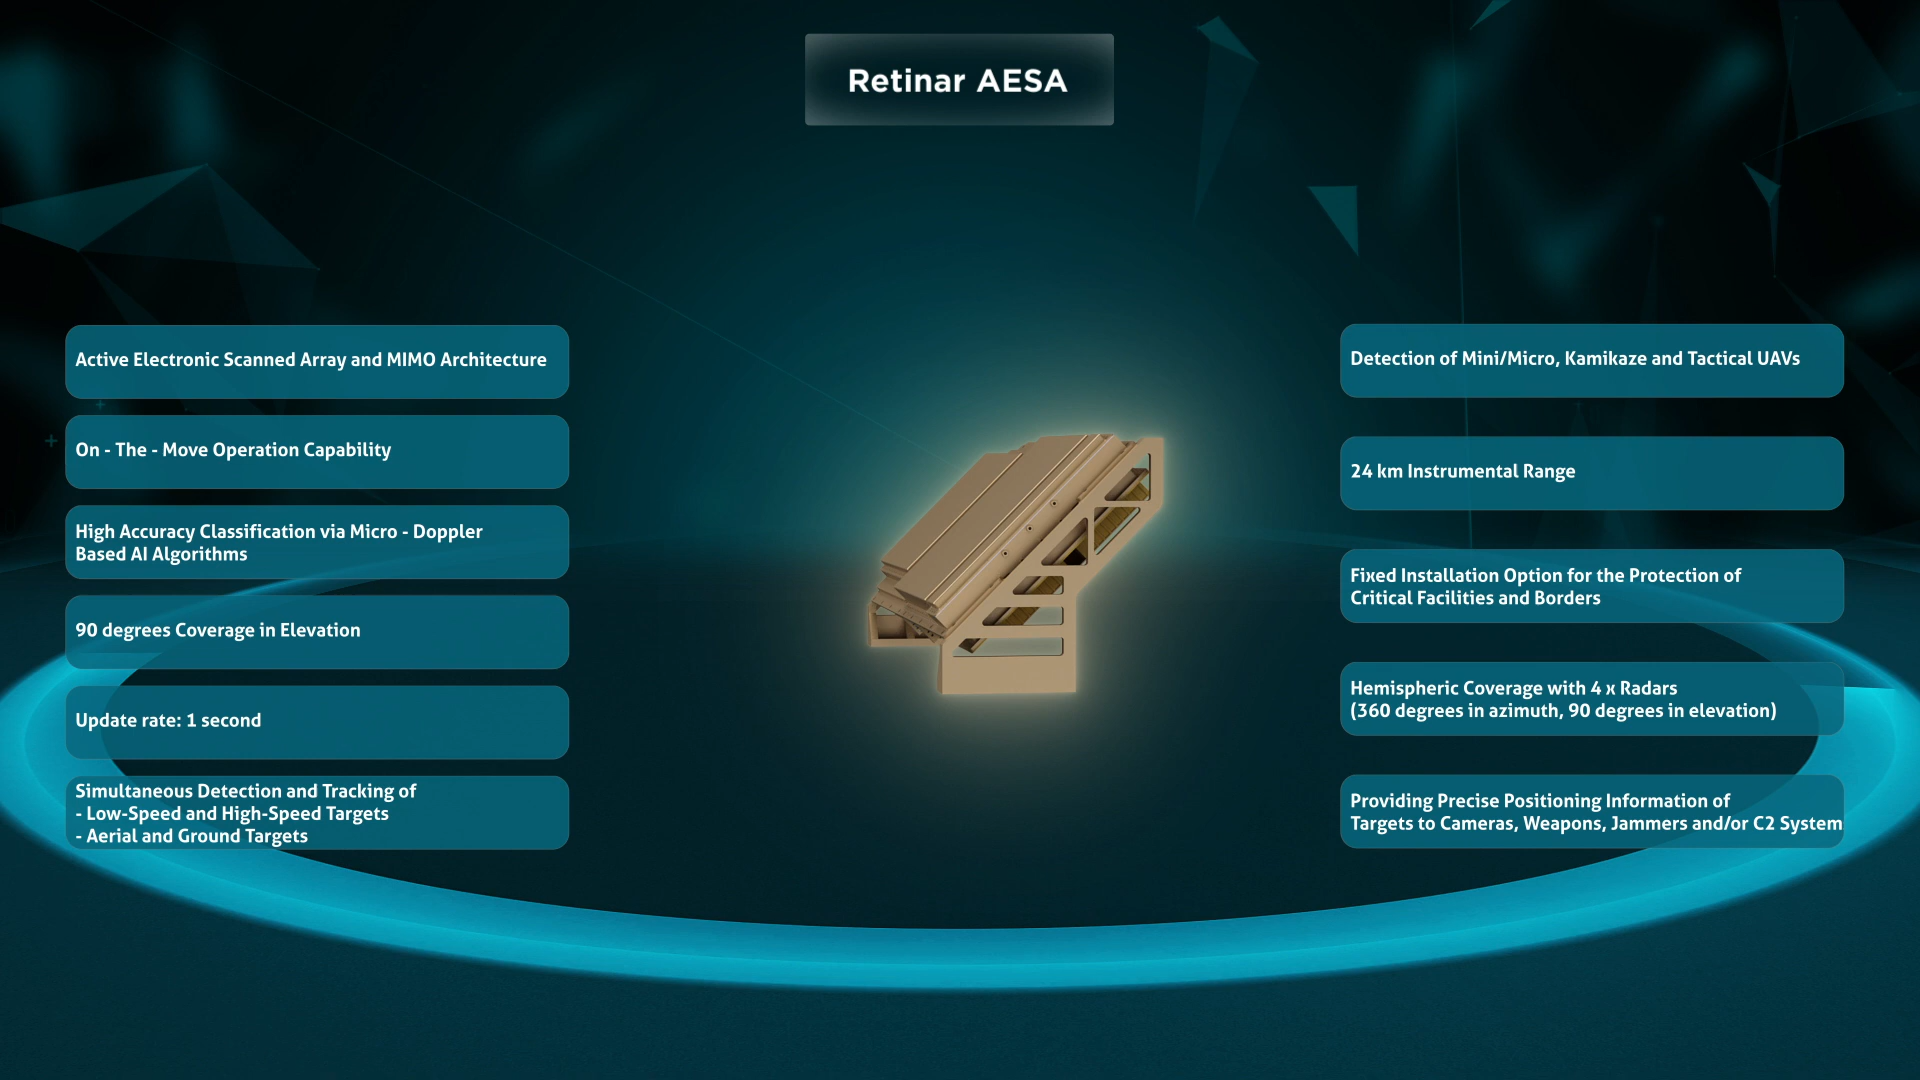 Retinar AESA
Active Electronic Scanned Array and MIMO Architecture
On - The - Move Operation Capability
High Accuracy Classification via Micro - Doppler
Based AI Algorithms
90 degrees Coverage in Elevation
Update rate: 1 second
Simultaneous Detection and Tracking of
- Low-Speed and High-Speed Targets
- Aerial and Ground Targets
Detection of Mini/Micro, Kamikaze and Tactical UAVs
24 km Instrumental Range
Fixed Installation Option for the Protection of
Critical Facilities and Borders
Hemispheric Coverage with 4 x Radars
(360 degrees in azimuth, 90 degrees in elevation)
Providing Precise Positioning Information of
Targets to Cameras, Weapons, Jammers and/or C2 System